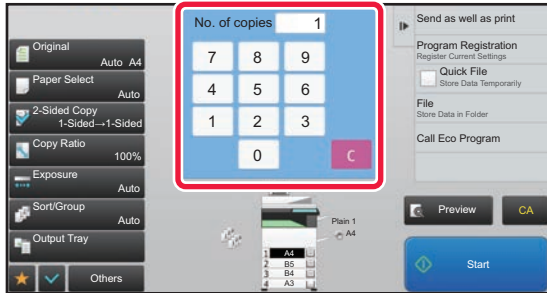 No. of copies 1
7 8 9
4 5 6
1 2 3
0 C
Original
Auto A4
Paper Select
Auto
2-Sided Copy
1-Sided→1-Sided
Copy Ratio
100%
Exposure
Auto
Sort/Group
Auto
Output Tray
Others
Plain 1
A4
1 A4
2 B5
3 B4
4 A3
Send as well as print
Program Registration
Register Current Settings
Quick File
Store Data Temporarily
File
Store Data in Folder
Call Eco Program
Preview
CA
Start